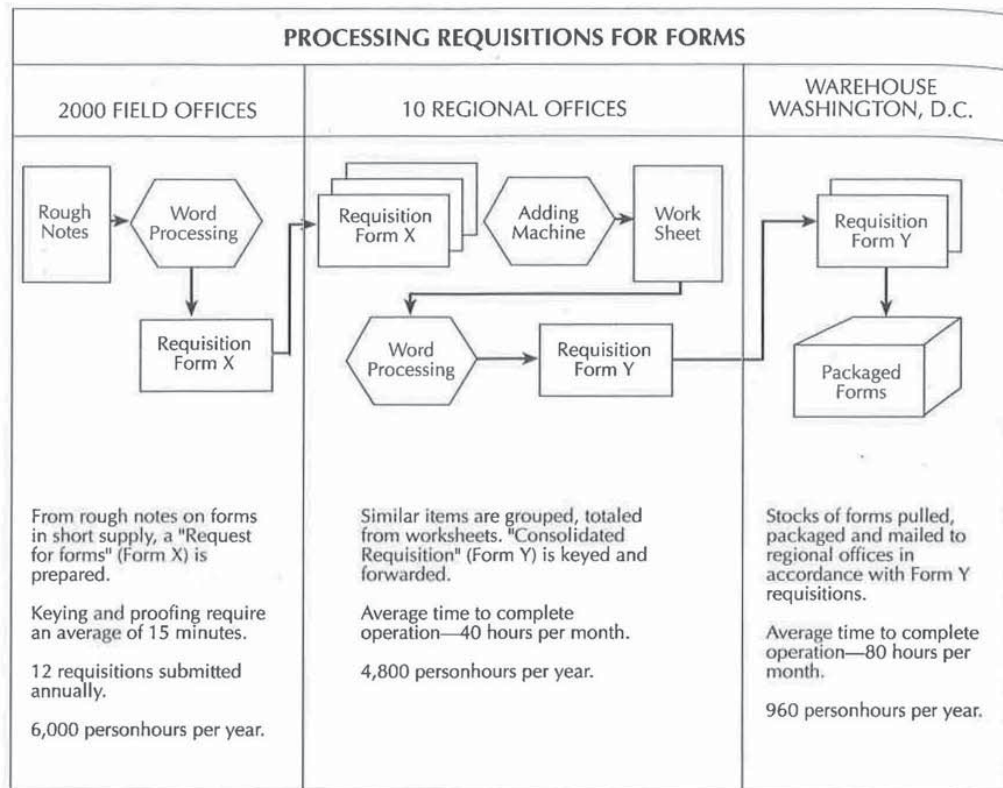 PROCESSING REQUISITIONS FOR FORMS
2000 FIELD OFFICES
10 REGIONAL OFFICES
WAREHOUSE
WASHINGTON, D.C.
Rough
Notes
Word
Processing
Requisition
Form X
Requisition
Form X
Adding
Machine
Work
Sheet
Word
Processing
Requisition
Form Y
Requisition
Form Y
Packaged
Forms
From rough notes on forms
in short supply, a "Request
for forms" (Form X) is
prepared.
Keying and proofing require
an average of 15 minutes.
12 requisitions submitted
annually.
6,000 personhours per year.
Similar items are grouped, totaled
from worksheets. "Consolidated
Requisition" (Form Y) is keyed and
forwarded.
Average time to complete
operation—40 hours per month.
4,800 personhours per year.
Stocks of forms pulled,
packaged and mailed to
regional offices in
accordance with Form Y
requisitions.
Average time to complete
operation—80 hours per
month.
960 personhours per year.